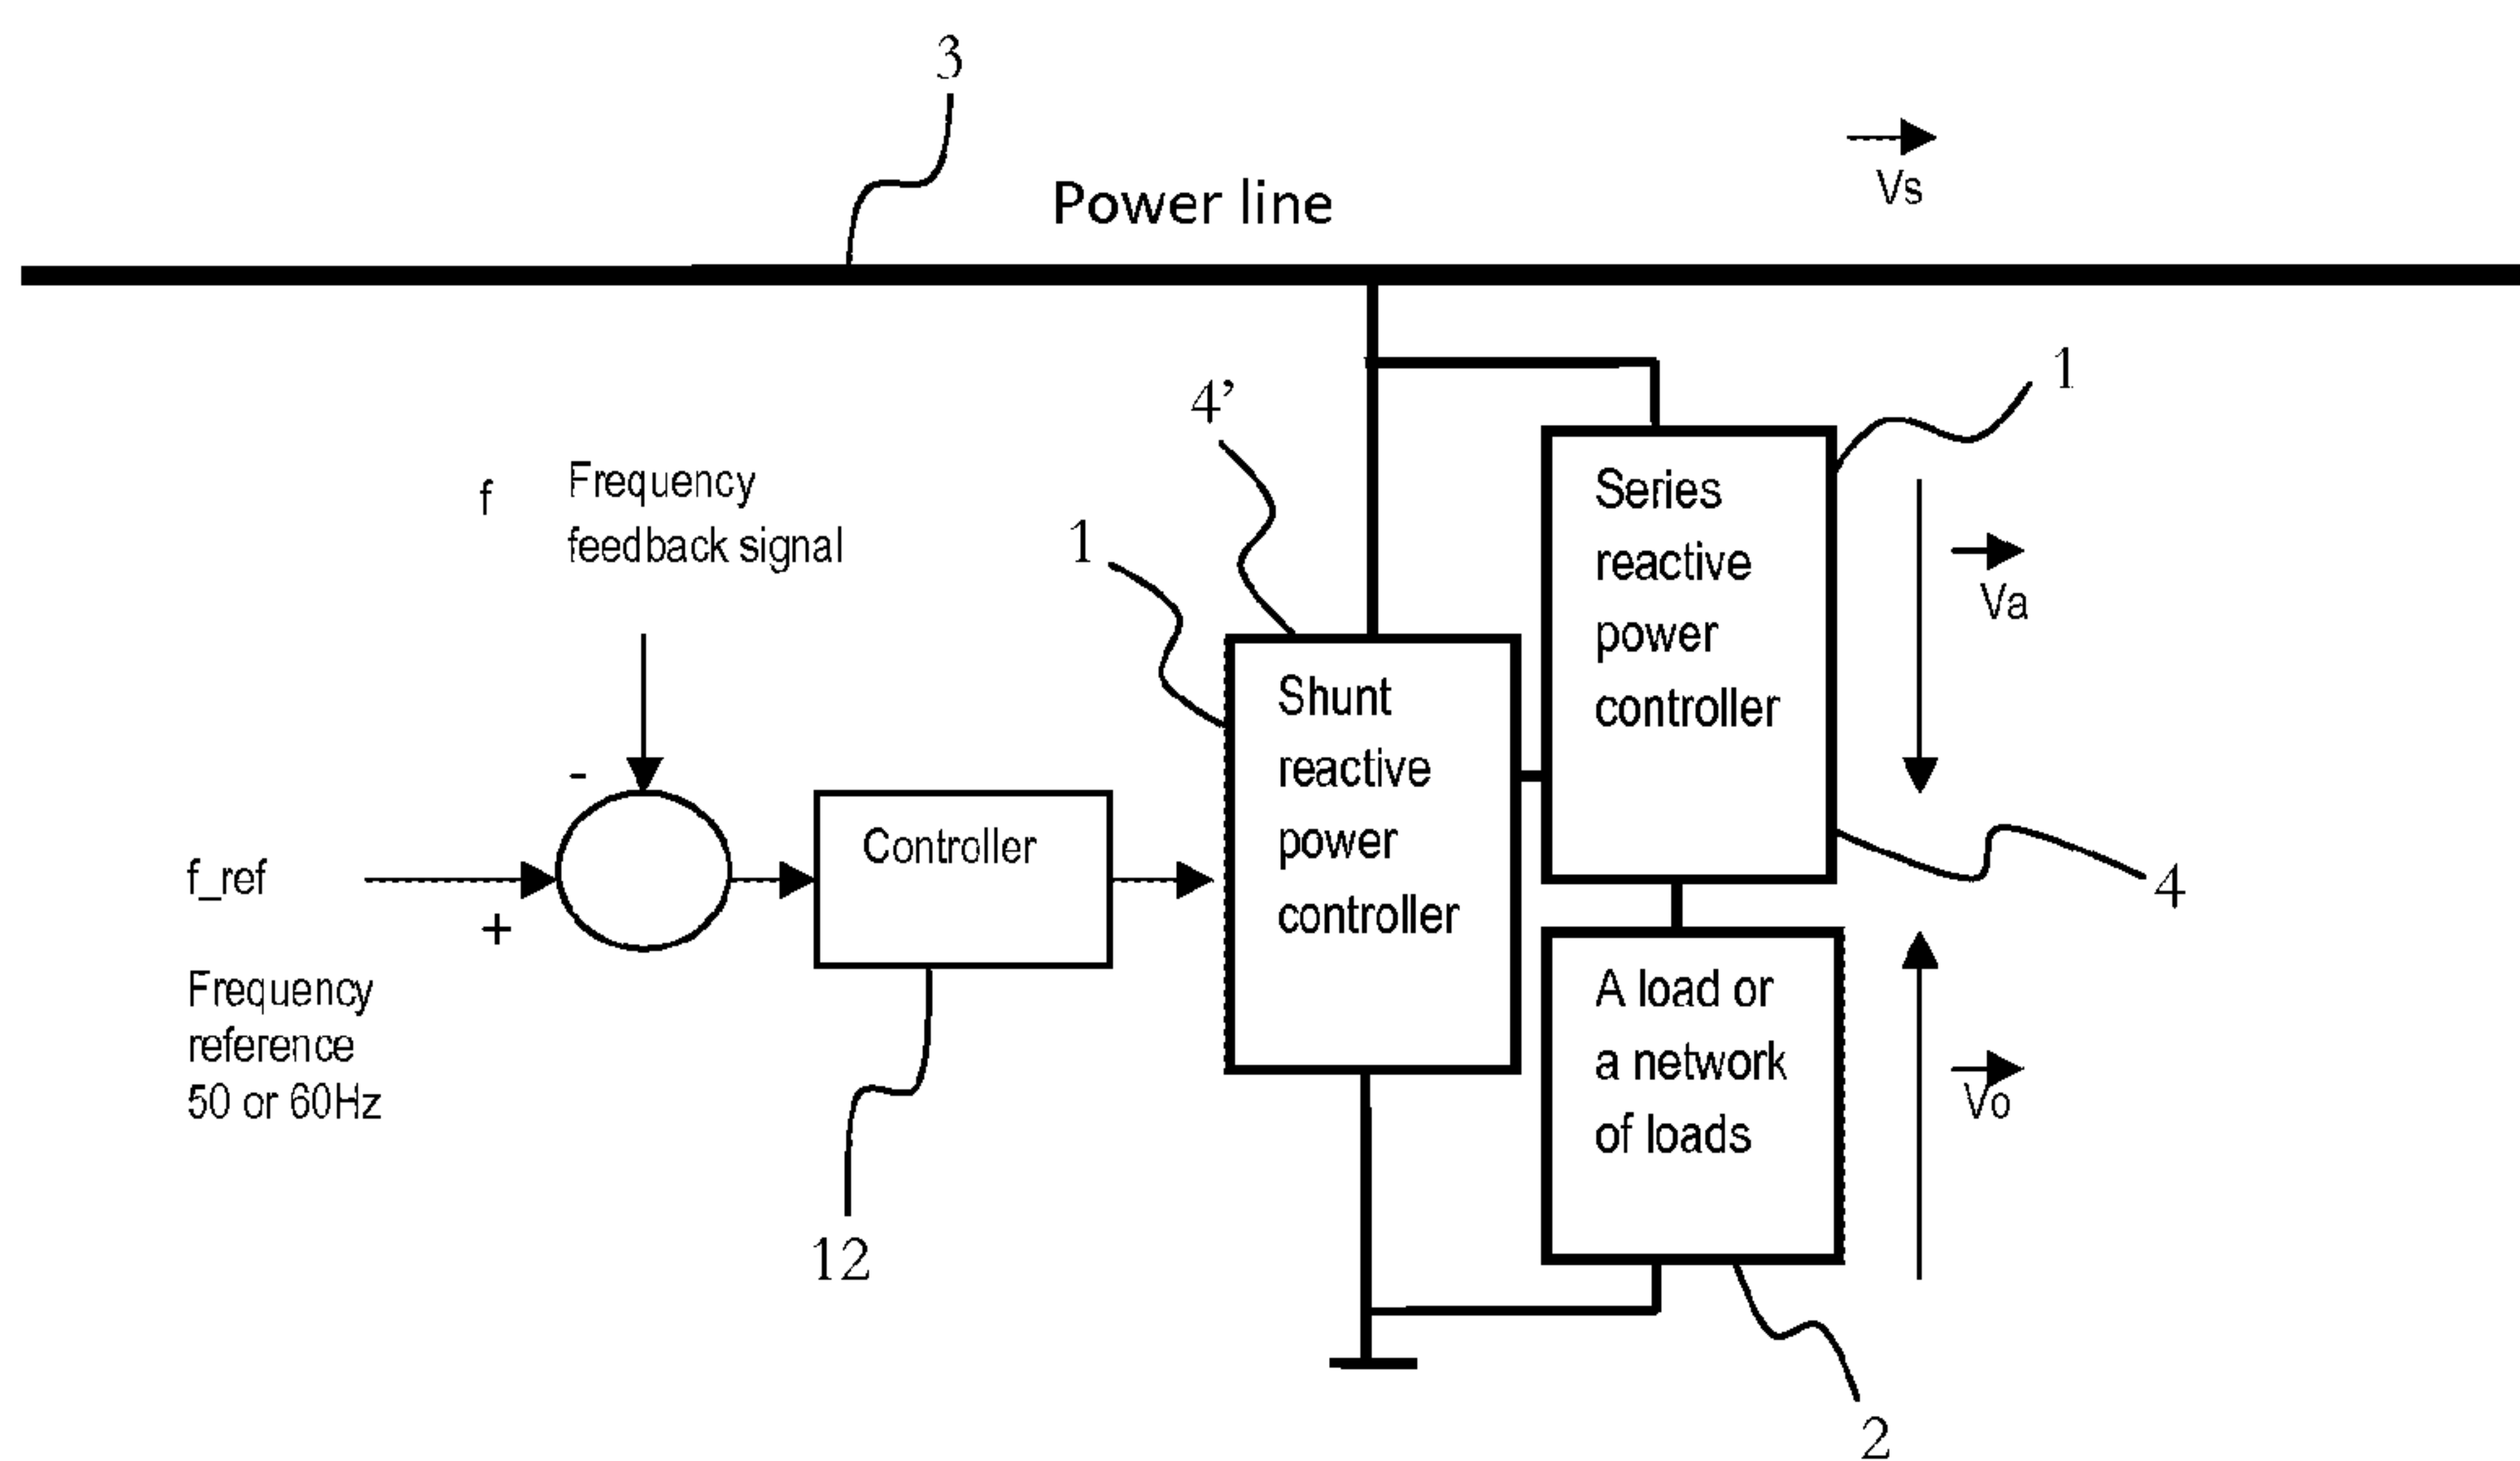 3
Vs
Power line
1
4’
f
Frequency
feedback signal
1
Series
reactive
power
controller
Va
Shunt
reactive
power
controller
-
Controller
f_ref
+
4
Frequency
reference
50 or 60Hz
A load or
a network
of loads
Vo
12
2